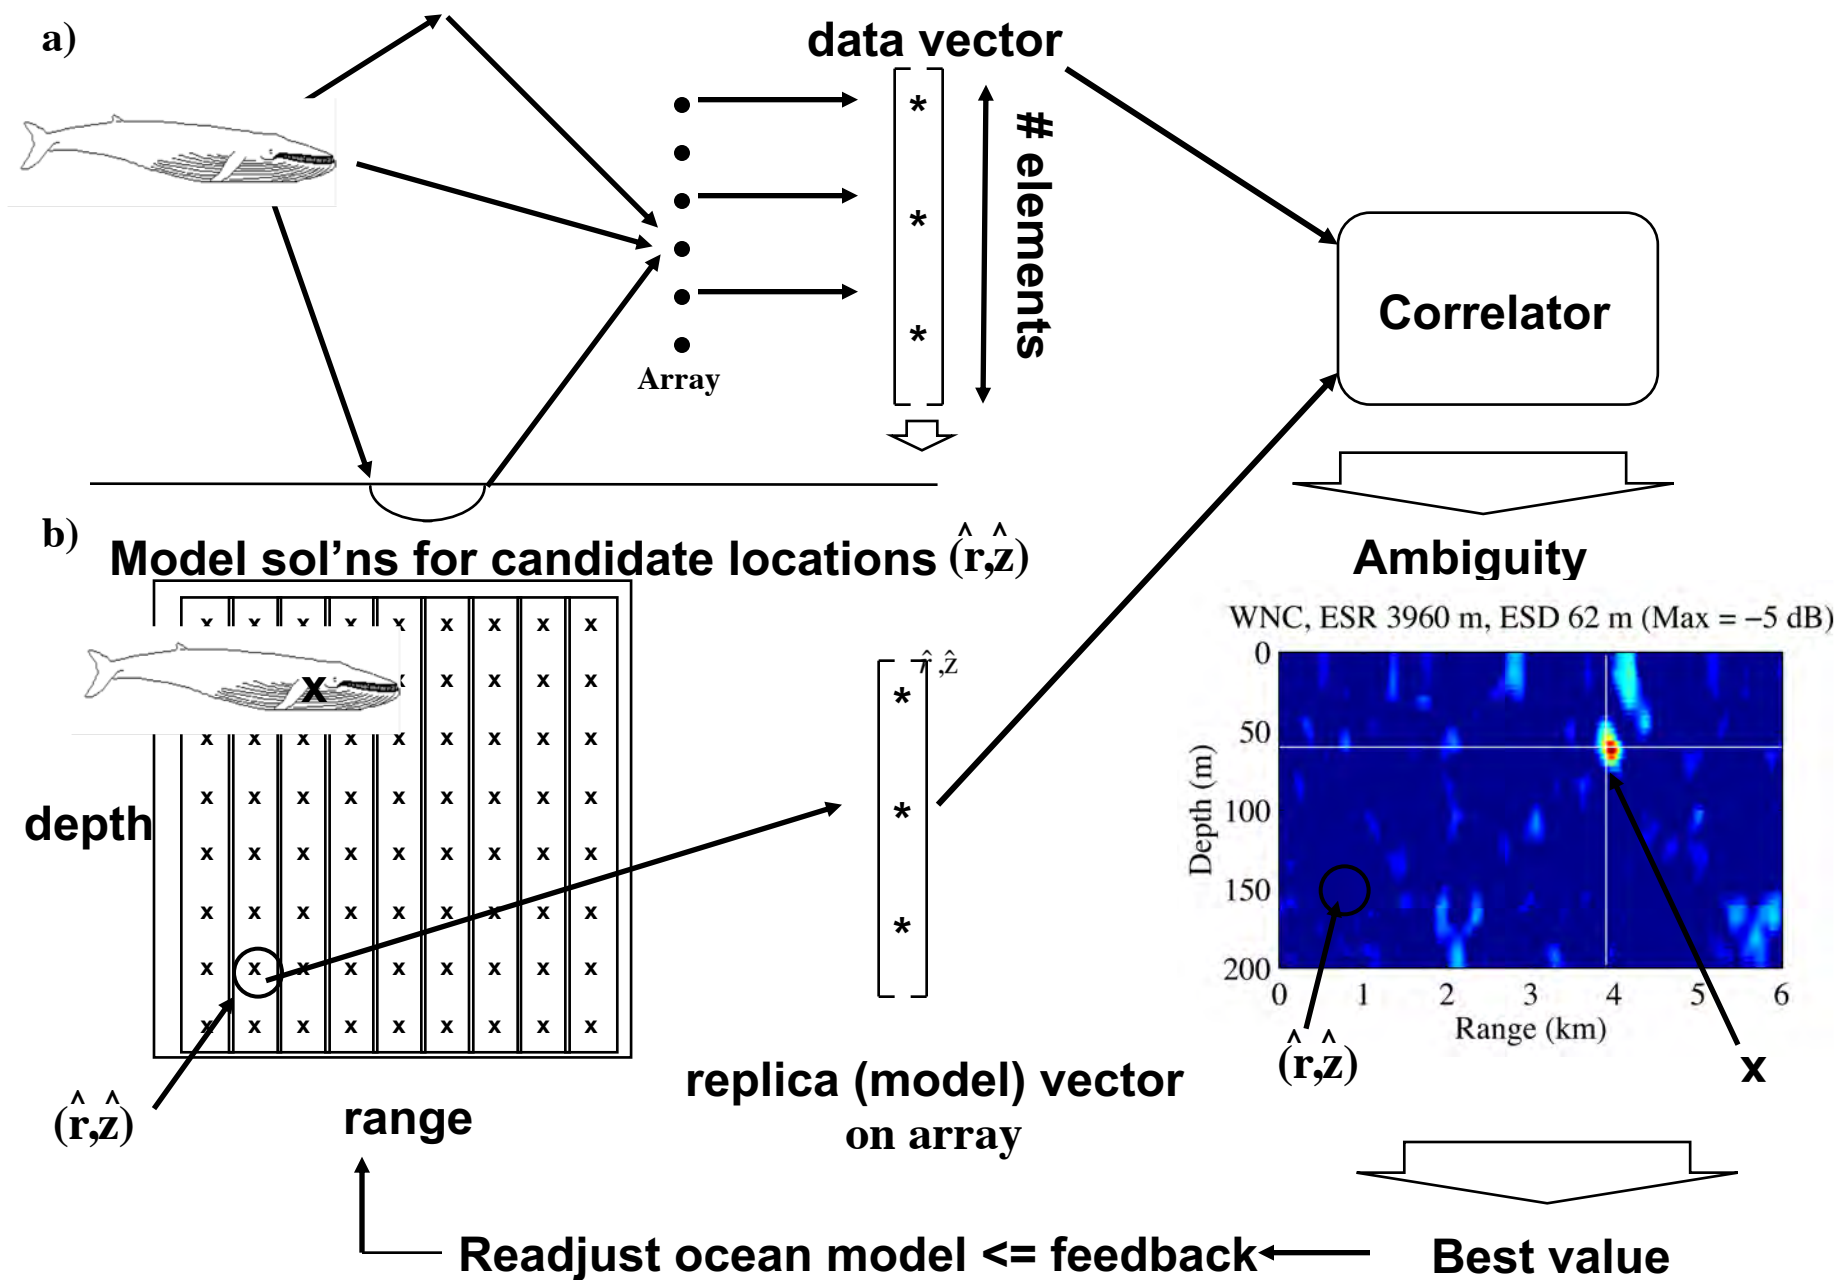 a)
data vector
*
*
*
# elements
Array
Correlator
b)
Model sol'ns for candidate locations (r̂,ẑ)
Ambiguity
WNC, ESR 3960 m, ESD 62 m (Max = −5 dB)
x x x x x x x x
x x x x x x
x x x x x x x x x
x x x x x x x x x
x x x x x x x x x
x x x x x x x x x
x x x x x x x x x
x x x x x x x x x
depth
range
(r̂,ẑ)
r̂,ẑ
*
*
*
replica (model) vector
on array
Depth (m)
0
50
100
150
200
0 1 2 3 4 5 6
Range (km)
(r̂,ẑ)
x
Readjust ocean model <= feedback
Best value